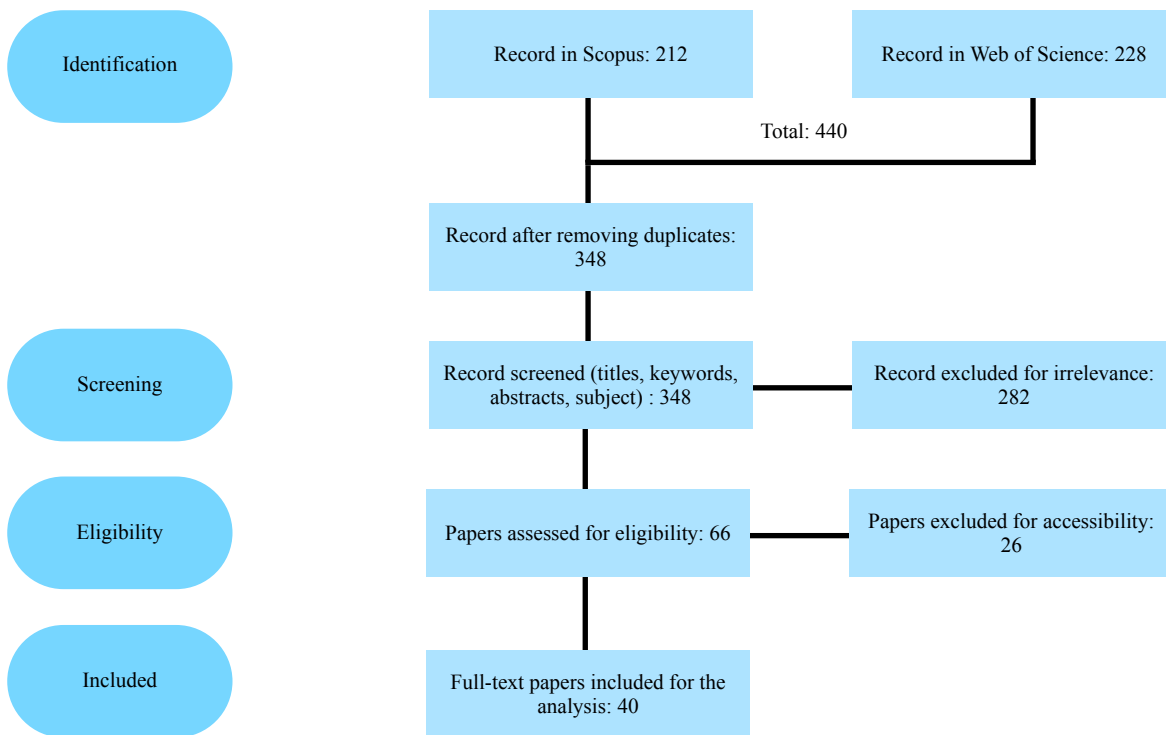 Identification
Record in Scopus: 212
Record in Web of Science: 228
Total: 440
Record after removing duplicates:
348
Screening
Record screened (titles, keywords,
abstracts, subject) : 348
Record excluded for irrelevance:
282
Eligibility
Papers assessed for eligibility: 66
Papers excluded for accessibility:
26
Included
Full-text papers included for the
analysis: 40